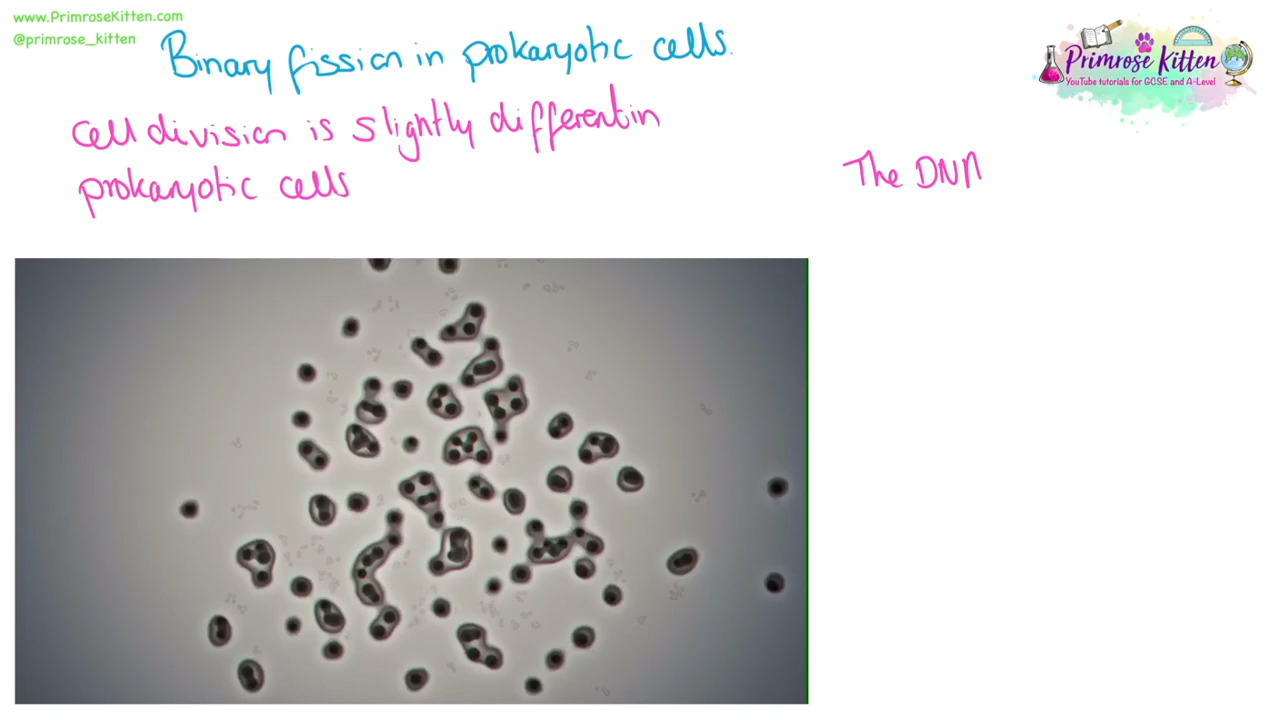 www.PrimroseKitten.com
@primrose_kitten
Binary fission in prokaryotic cells.
Primrose Kitten
YouTube tutorials for GCSE and A-Level
Cell division is slightly different in
prokaryotic cells
The DNA